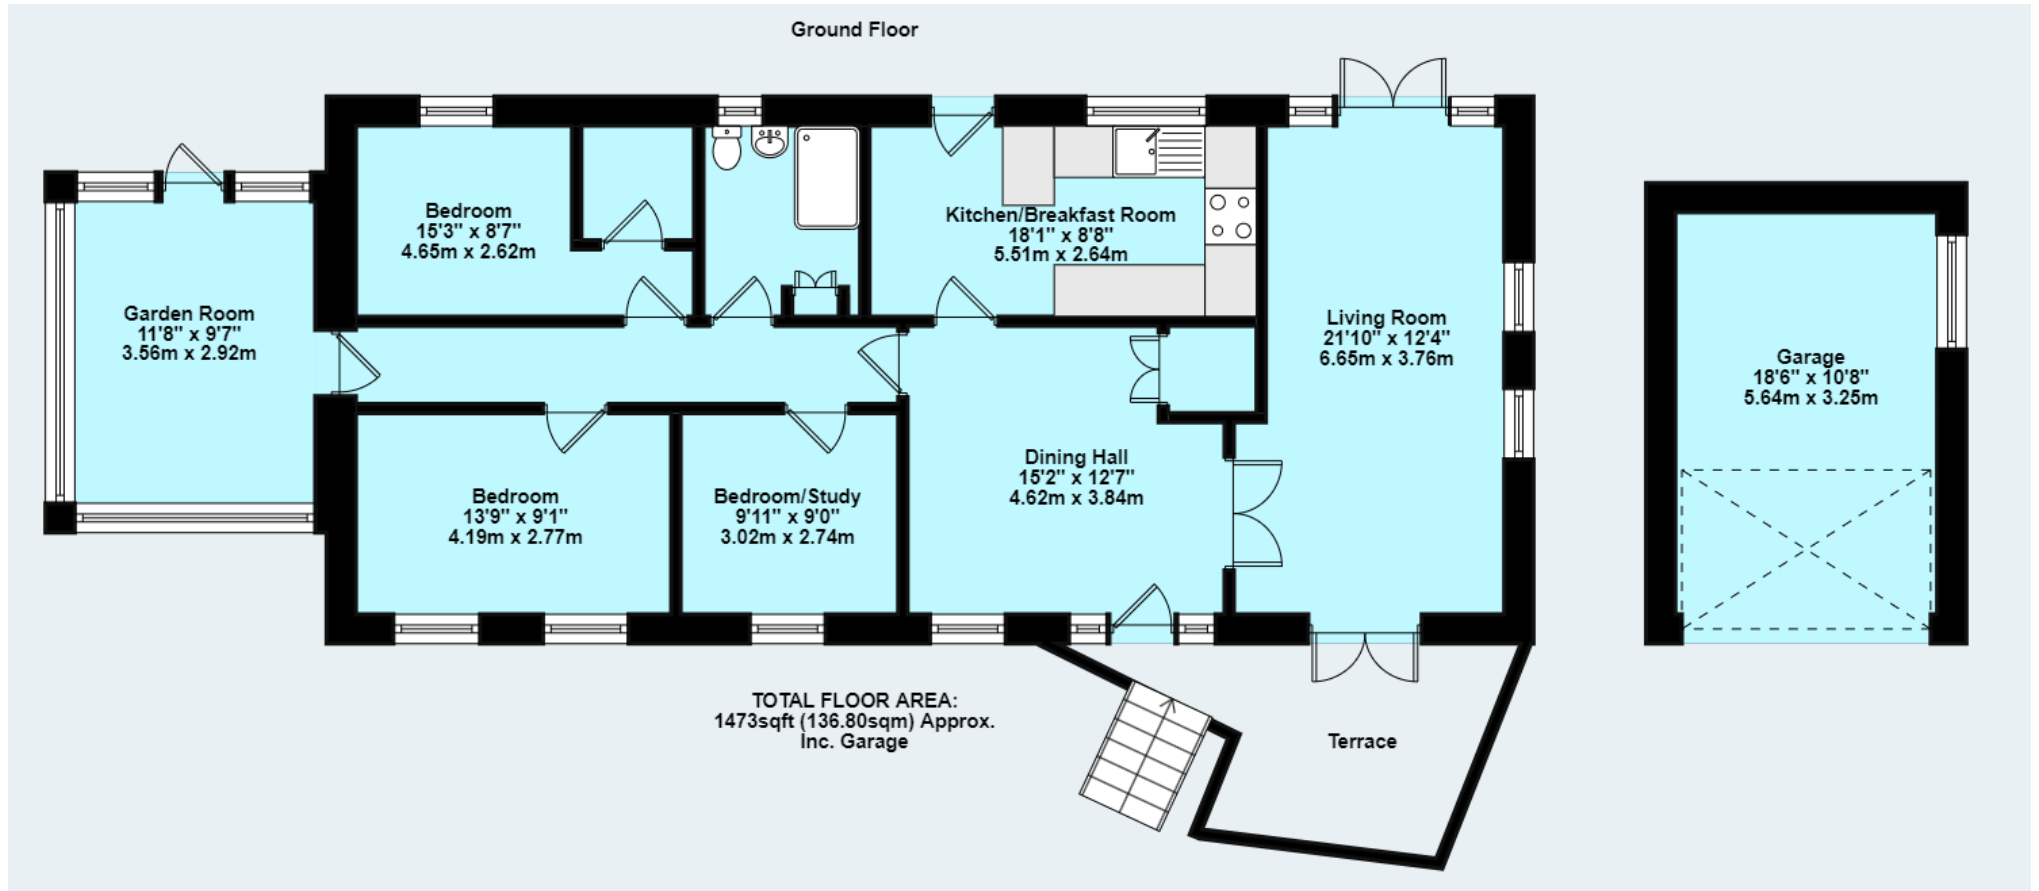 Ground Floor
Bedroom
15'3" x 8'7"
4.65m x 2.62m
Kitchen/Breakfast Room
18'1" x 8'8"
5.51m x 2.64m
Garden Room
11'8" x 9'7"
3.56m x 2.92m
Living Room
21'10" x 12'4"
6.65m x 3.76m
Garage
18'6" x 10'8"
5.64m x 3.25m
Bedroom
13'9" x 9'1"
4.19m x 2.77m
Bedroom/Study
9'11" x 9'0"
3.02m x 2.74m
Dining Hall
15'2" x 12'7"
4.62m x 3.84m
TOTAL FLOOR AREA:
1473sqft (136.80sqm) Approx.
Inc. Garage
Terrace